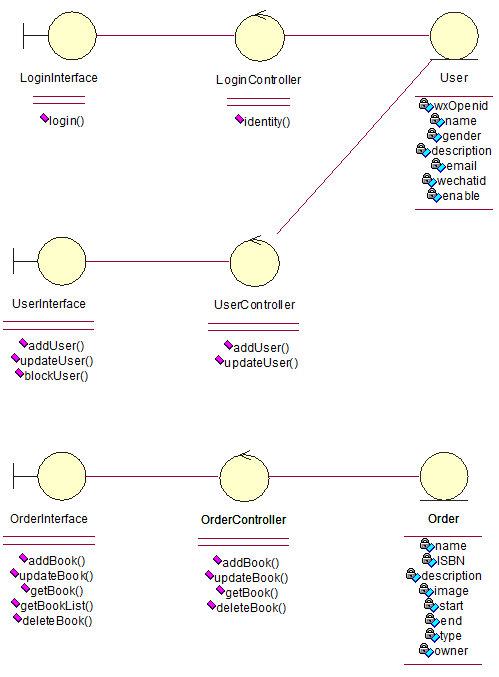 LoginInterface
LoginController
User
login()
identity()
wxOpenid
name
gender
description
email
wechatid
enable
UserInterface
UserController
addUser()
updateUser()
blockUser()
addUser()
updateUser()
OrderInterface
OrderController
Order
addBook()
updateBook()
getBook()
getBookList()
deleteBook()
addBook()
updateBook()
getBook()
deleteBook()
name
ISBN
description
image
start
end
type
owner